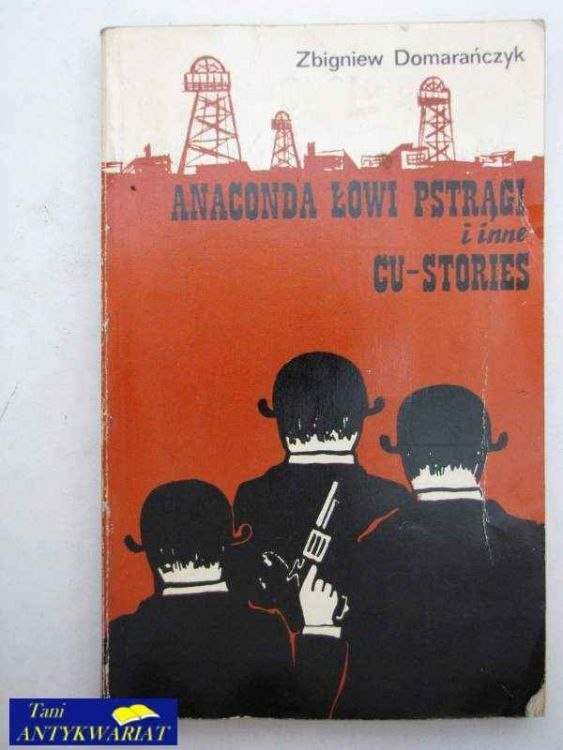 Zbigniew Domarańczyk
ANACONDA ŁOWI PSTRĄGI
i inne
CU-STORIES
Tani
ANTYKWARIAT